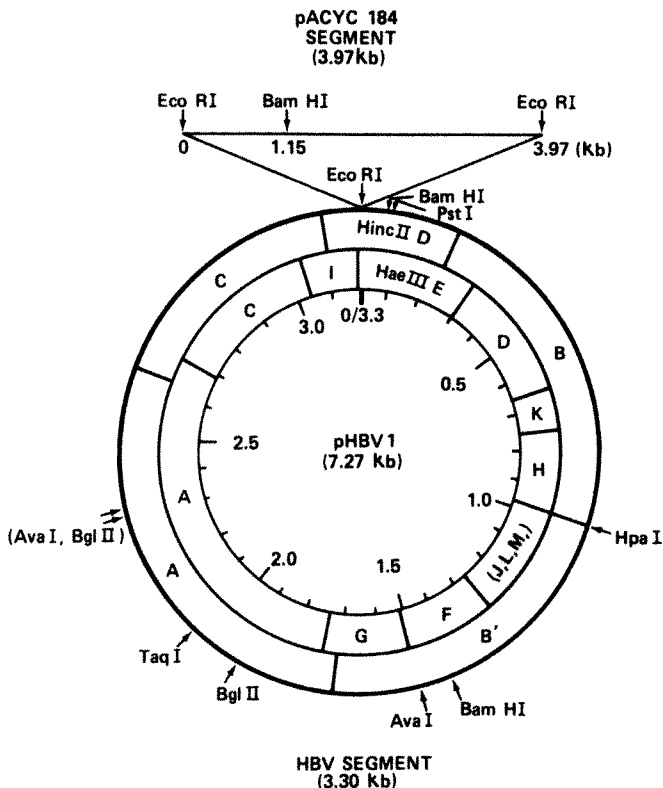 pACYC 184
SEGMENT
(3.97Kb)
Eco RI
Bam HI
Eco RI
0
1.15
3.97 (Kb)
Eco RI
Bam HI
Pst I
Hinc II D
C
I
Hae III E
C
3.0
0/3.3
D
B
0.5
K
pHBV 1
(7.27 Kb)
2.5
H
A
1.0
(Ava I, Bgl II)
Hpa I
A
2.0
1.5
(J,L,M,)
F
G
B'
Taq I
Bgl II
Ava I
Bam HI
HBV SEGMENT
(3.30 Kb)